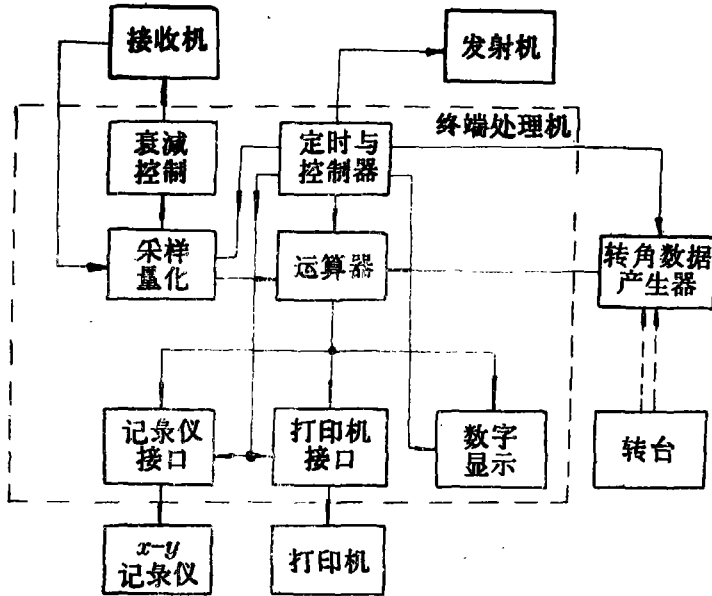 接收机
发射机
终端处理机
衰减
控制
定时与
控制器
采样
量化
运算器
转角数据
产生器
记录仪
接口
打印机
接口
数字
显示
转台
x-y
记录仪
打印机